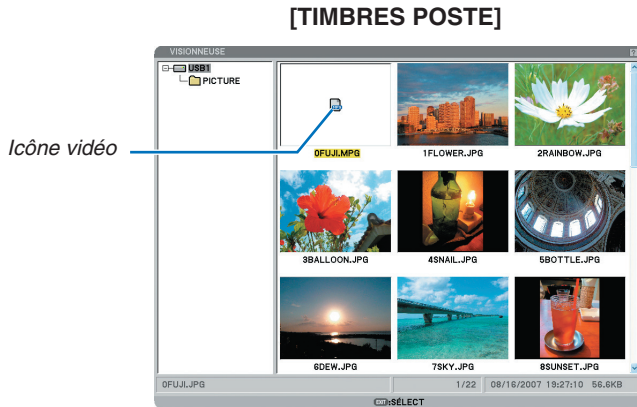 [TIMBRES POSTE]
VISIONNEUSE
USB1
PICTURE
Icône vidéo
0FUJI.MPG
1FLOWER.JPG
2RAINBOW.JPG
3BALLOON.JPG
4SNAIL.JPG
5BOTTLE.JPG
6DEW.JPG
7SKY.JPG
8SUNSET.JPG
0FUJI.JPG
1/22
08/16/2007 19:27:10 56.6KB
EXIT:SÉLECT